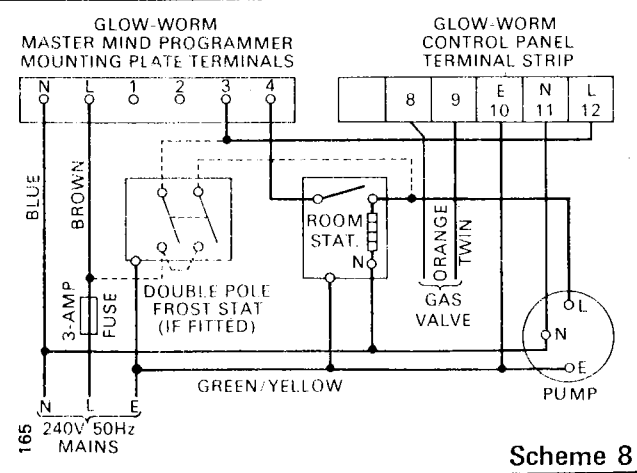 GLOW-WORM
MASTER MIND PROGRAMMER
MOUNTING PLATE TERMINALS
GLOW-WORM
CONTROL PANEL
TERMINAL STRIP
N L 1 2 3 4
8 9 E 10 N 11 L 12
BLUE
BROWN
3-AMP
FUSE
DOUBLE POLE
FROST STAT
(IF FITTED)
ROOM
STAT.
N
ORANGE
TWIN
GAS
VALVE
L
N
E
PUMP
GREEN/YELLOW
N L E
240V 50Hz
MAINS
165
Scheme 8